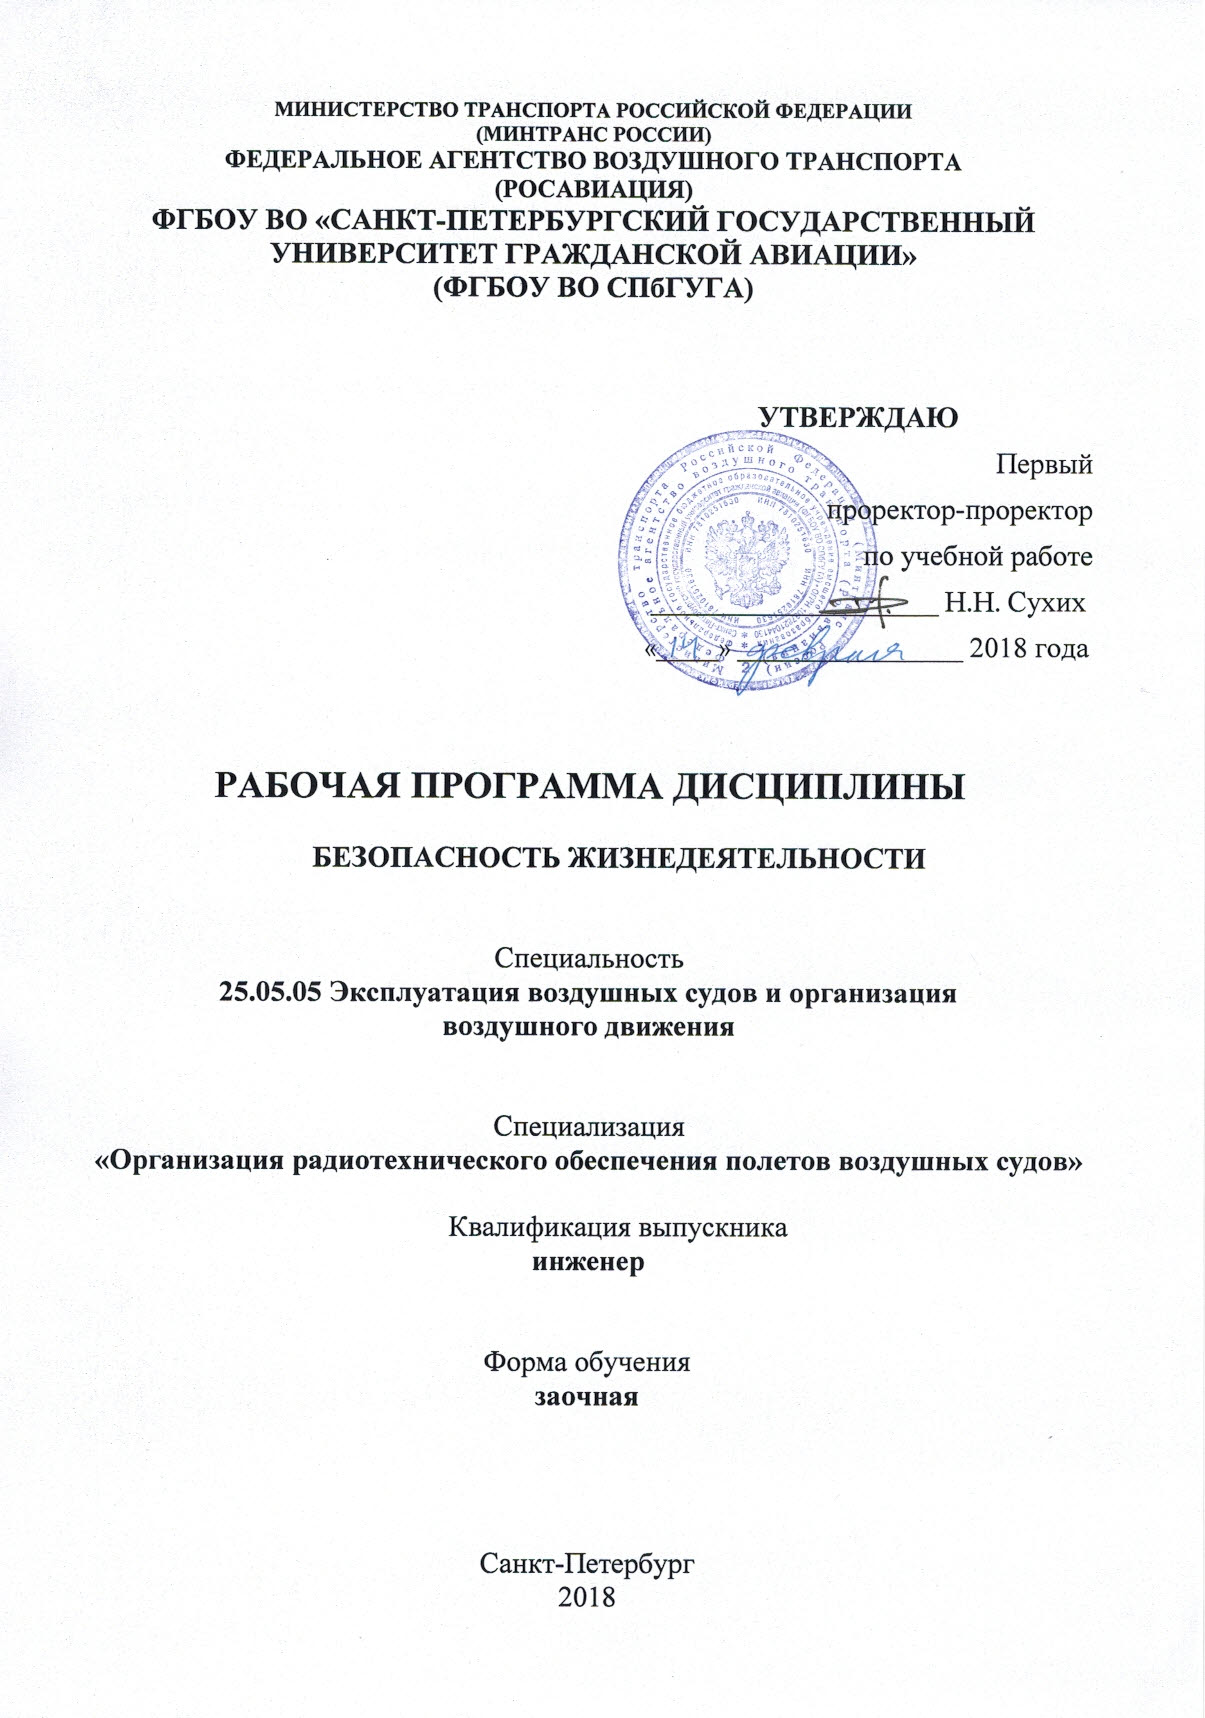 МИНИСТЕРСТВО ТРАНСПОРТА РОССИЙСКОЙ ФЕДЕРАЦИИ
(МИНТРАНС РОССИИ)
ФЕДЕРАЛЬНОЕ АГЕНТСТВО ВОЗДУШНОГО ТРАНСПОРТА
(РОСАВИАЦИЯ)
ФГБОУ ВО «САНКТ-ПЕТЕРБУРГСКИЙ ГОСУДАРСТВЕННЫЙ
УНИВЕРСИТЕТ ГРАЖДАНСКОЙ АВИАЦИИ»
(ФГБОУ ВО СПбГУГА)
УТВЕРЖДАЮ
Первый
проректор-проректор
по учебной работе
Н.Н. Сухих
«14» февраля 2018 года
РАБОЧАЯ ПРОГРАММА ДИСЦИПЛИНЫ
БЕЗОПАСНОСТЬ ЖИЗНЕДЕЯТЕЛЬНОСТИ
Специальность
25.05.05 Эксплуатация воздушных судов и организация
воздушного движения
Специализация
«Организация радиотехнического обеспечения полетов воздушных судов»
Квалификация выпускника
инженер
Форма обучения
заочная
Санкт-Петербург
2018